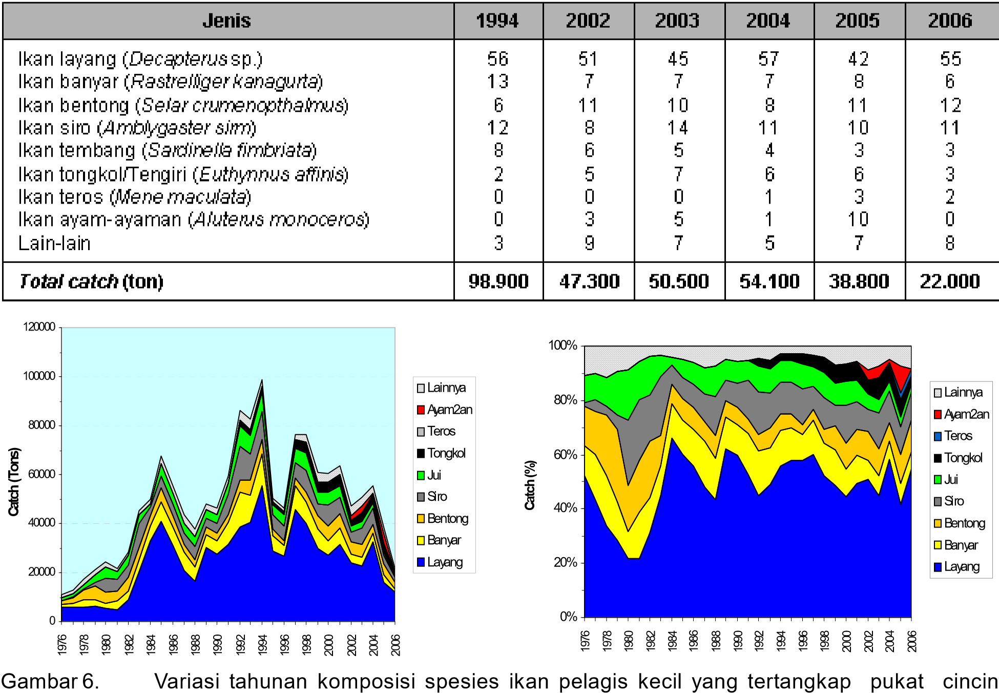 Jenis 1994 2002 2003 2004 2005 2006
Ikan layang (Decapterus sp.) 56 51 45 57 42 55
Ikan banyar (Rastrelliger kanagurta) 13 7 7 7 8 6
Ikan bentong (Selar crumenopthalmus) 6 11 10 8 11 12
Ikan siro (Amblygaster sirm) 12 8 14 11 10 11
Ikan tembang (Sardinella fimbriata) 8 6 5 4 3 3
Ikan tongkol/Tengiri (Euthynnus affinis) 2 5 7 6 6 3
Ikan teros (Mene maculata) 0 0 0 1 3 2
Ikan ayam-ayaman (Aluterus monoceros) 0 3 5 1 10 0
Lain-lain 3 9 7 5 7 8
Total catch (ton) 98.900 47.300 50.500 54.100 38.800 22.000
Catch (Tons)
120000
100000
80000
60000
40000
20000
0
1976 1978 1980 1982 1984 1986 1988 1990 1992 1994 1996 1998 2000 2002 2004 2006
Lainnya
Ayam2an
Teros
Tongkol
Jui
Siro
Bentong
Banyar
Layang
Catch (%)
100%
80%
60%
40%
20%
0%
1976 1978 1980 1982 1984 1986 1988 1990 1992 1994 1996 1998 2000 2002 2004 2006
Lainnya
Ayam2an
Teros
Tongkol
Jui
Siro
Bentong
Banyar
Layang
Gambar 6. Variasi tahunan komposisi spesies ikan pelagis kecil yang tertangkap pukat cincin